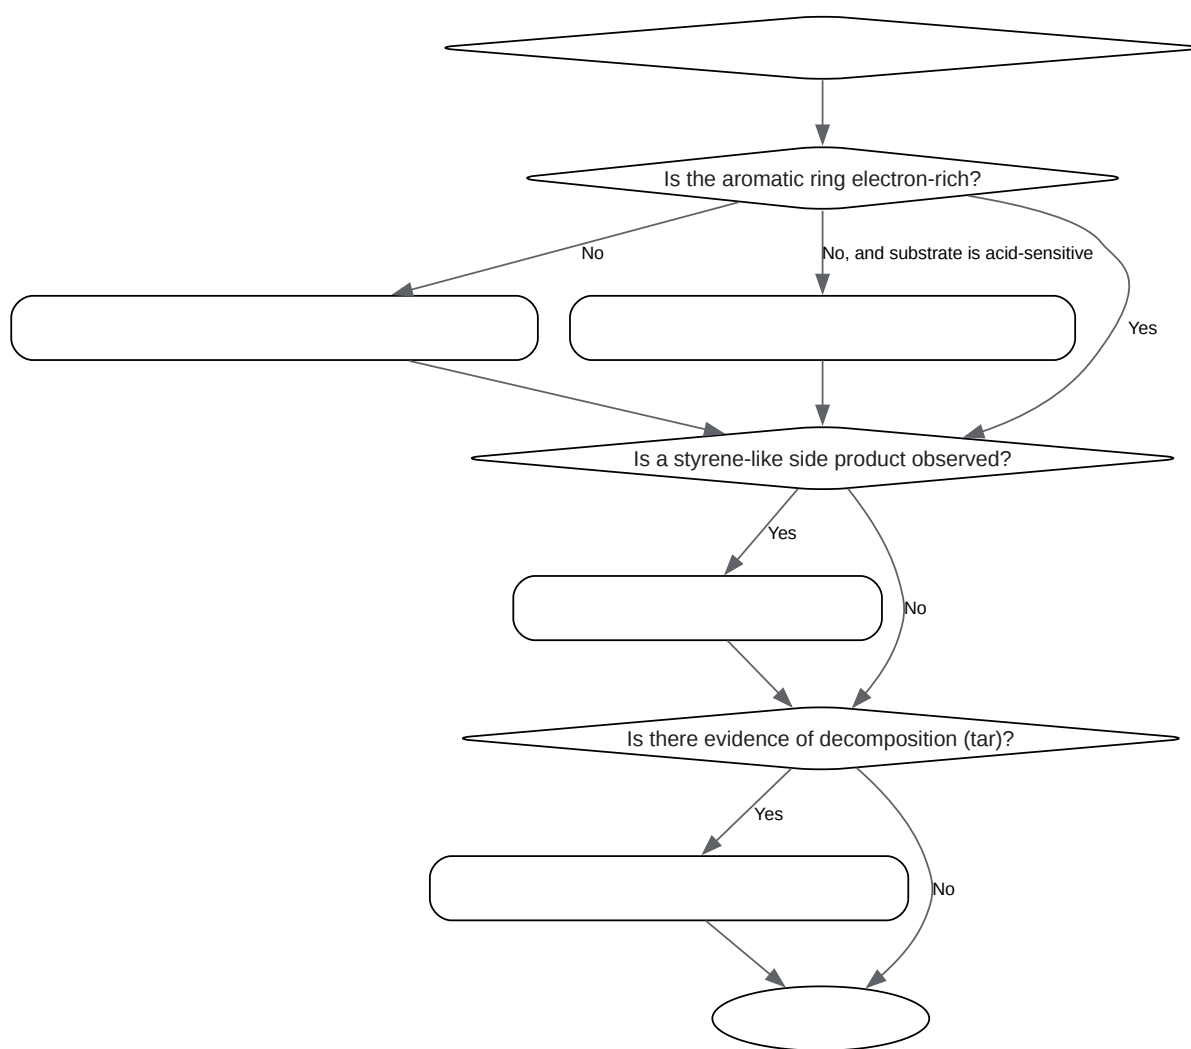 Is the aromatic ring electron-rich?
No
No, and substrate is acid-sensitive
Yes
Is a styrene-like side product observed?
Yes
No
Is there evidence of decomposition (tar)?
Yes
No